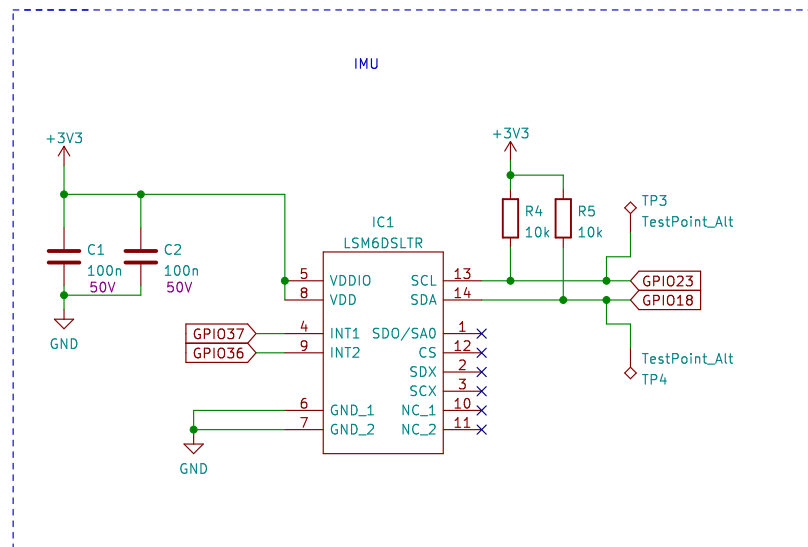 IMU
+3V3
+3V3
TP3
TestPoint_Alt
R4
10k
R5
10k
IC1
LSM6DSLTR
C1
100n
50V
C2
100n
50V
GND
5 VDDIO
8 VDD
4 INT1
9 INT2
6 GND_1
7 GND_2
SCL 13
SDA 14
SDO/SA0 1
CS 12
SDX 2
SCX 3
NC_1 10
NC_2 11
GPIO23
GPIO18
GPIO37
GPIO36
TestPoint_Alt
TP4
GND